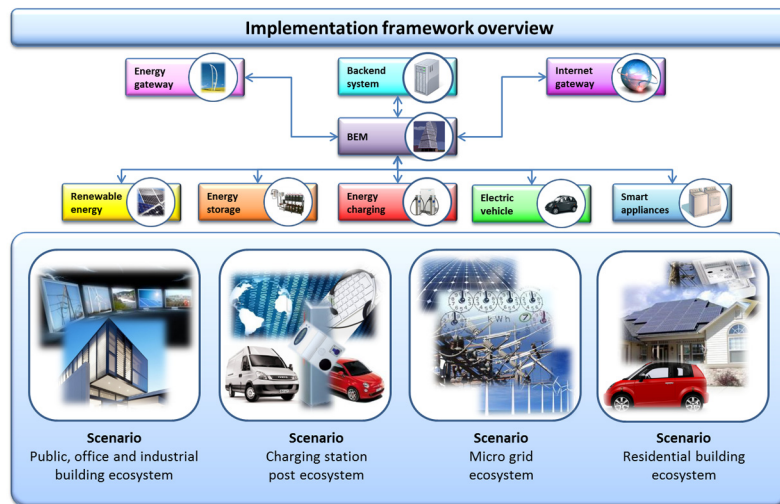 Implementation framework overview
Energy
gateway
Backend
system
Internet
gateway
BEM
Renewable
energy
Energy
storage
Energy
charging
Electric
vehicle
Smart
appliances
kWh
Scenario
Public, office and industrial
building ecosystem
Scenario
Charging station
post ecosystem
Scenario
Micro grid
ecosystem
Scenario
Residential building
ecosystem